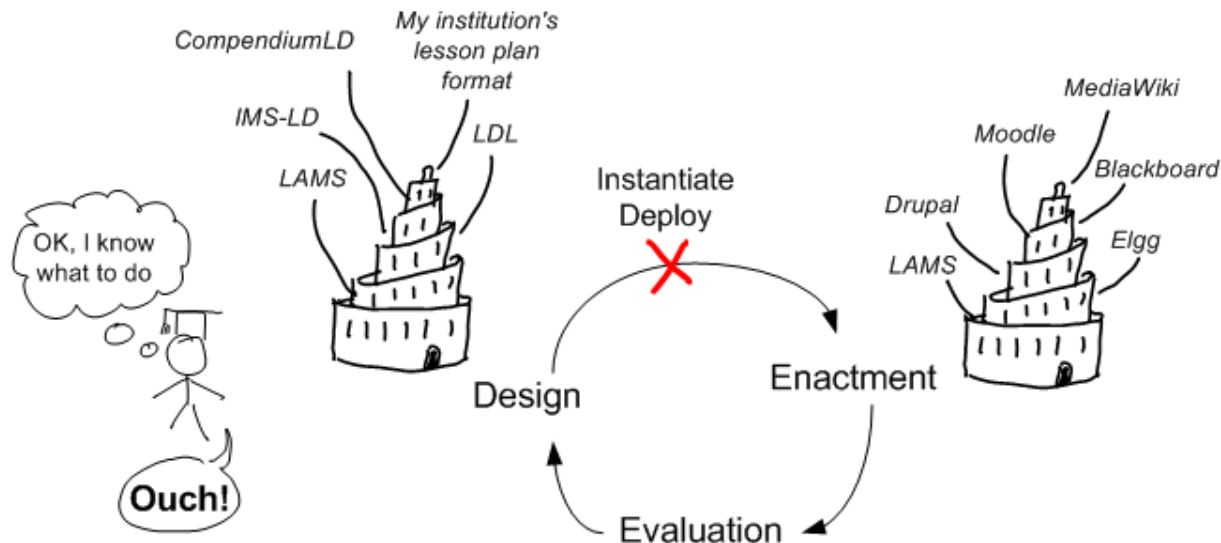 CompendiumLD
My institution's
lesson plan
format
IMS-LD
LDL
LAMS
OK, I know
what to do
Ouch!
Instantiate
Deploy
Design
Enactment
Evaluation
MediaWiki
Moodle
Blackboard
Drupal
Elgg
LAMS